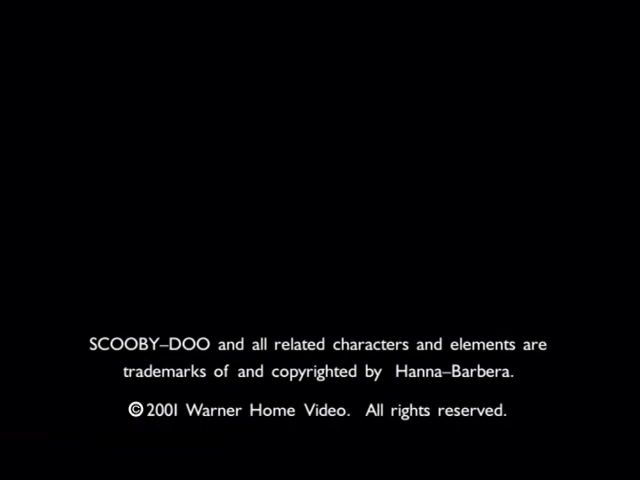 SCOOBY–DOO and all related characters and elements are
trademarks of and copyrighted by Hanna–Barbera.
©2001 Warner Home Video. All rights reserved.